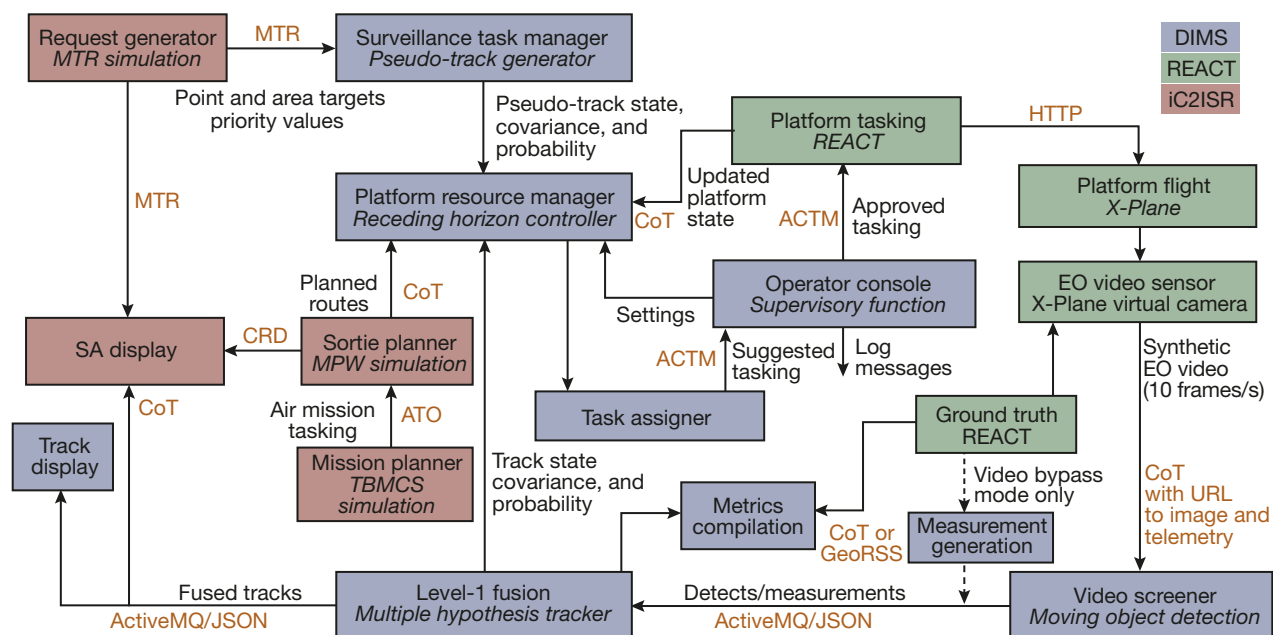 Request generator
MTR simulation
MTR
Surveillance task manager
Pseudo-track generator
DIMS
REACT
iC2ISR
Point and area targets
priority values
Pseudo-track state,
covariance, and
probability
Platform tasking
REACT
HTTP
Platform flight
X-Plane
MTR
Platform resource manager
Receding horizon controller
CoT
Updated
platform
state
ACTM
Approved
tasking
Operator console
Supervisory function
EO video sensor
X-Plane virtual camera
Planned
routes
CoT
Settings
SA display
CRD
Sortie planner
MPW simulation
ACTM
Suggested
tasking
Log
messages
Synthetic
EO video
(10 frames/s)
CoT
Air mission
tasking
ATO
Task assigner
Ground truth
REACT
Track
display
Mission planner
TBMCS
simulation
Track state
covariance, and
probability
Metrics
compilation
Video bypass
mode only
CoT or
GeoRSS
Measurement
generation
CoT
with URL
to image and
telemetry
Fused tracks
ActiveMQ/JSON
Level-1 fusion
Multiple hypothesis tracker
Detects/measurements
ActiveMQ/JSON
Video screener
Moving object detection